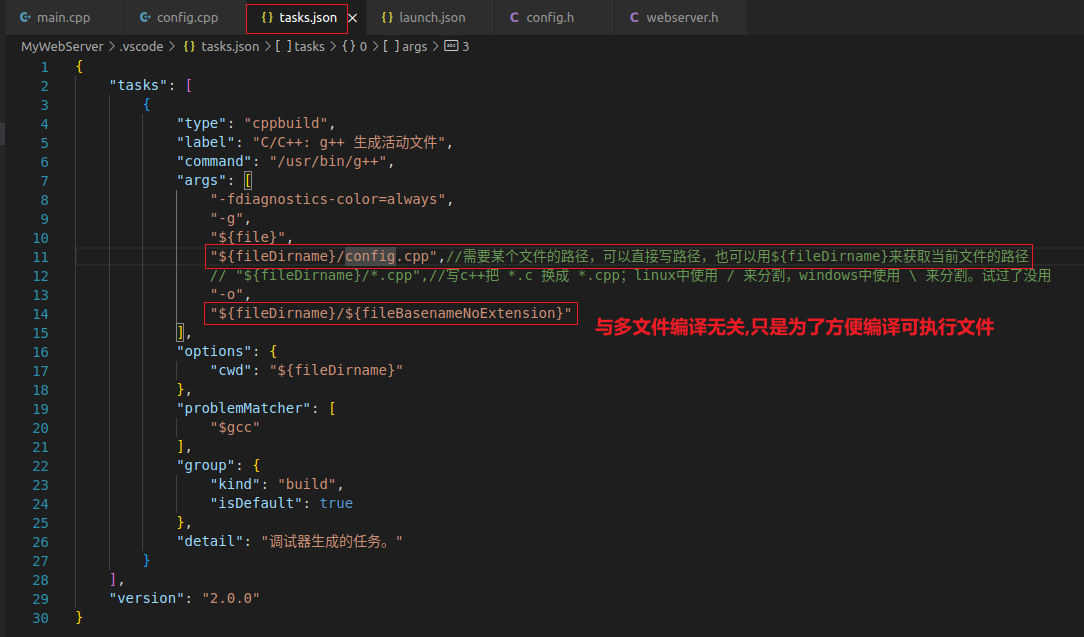 main.cpp config.cpp {} tasks.json × {} launch.json C config.h C webserver.h
MyWebServer > .vscode > {} tasks.json > [ ] tasks > {} 0 > [ ] args > abc 3
1 {
2 "tasks": [
3 {
4 "type": "cppbuild",
5 "label": "C/C++: g++ 生成活动文件",
6 "command": "/usr/bin/g++",
7 "args": [
8 "-fdiagnostics-color=always",
9 "-g",
10 "${file}",
11 "${fileDirname}/config.cpp",//需要某个文件的路径，可以直接写路径，也可以用${fileDirname}来获取当前文件的路径
12 // "${fileDirname}/*.cpp",//写c++把 *.c 换成 *.cpp；linux中使用 / 来分割，windows中使用 \ 来分割。试过了没用
13 "-o",
14 "${fileDirname}/${fileBasenameNoExtension}"
与多文件编译无关,只是为了方便编译可执行文件
15 ],
16 "options": {
17 "cwd": "${fileDirname}"
18 },
19 "problemMatcher": [
20 "$gcc"
21 ],
22 "group": {
23 "kind": "build",
24 "isDefault": true
25 },
26 "detail": "调试器生成的任务。"
27 }
28 ],
29 "version": "2.0.0"
30 }